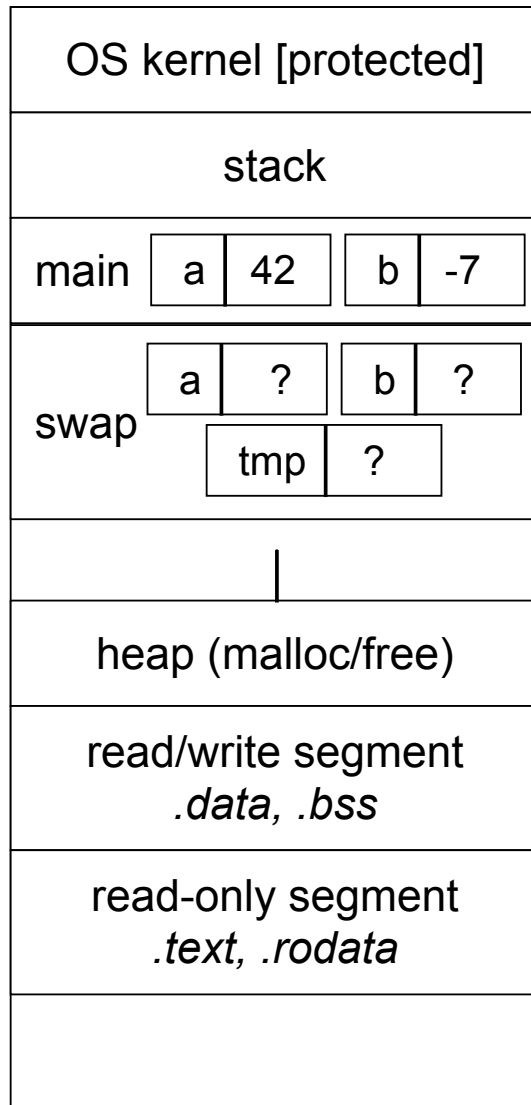 OS kernel [protected]
stack
main a 42 b -7
a ? b ?
swap
tmp ?
heap (malloc/free)
read/write segment
.data, .bss
read-only segment
.text, .rodata